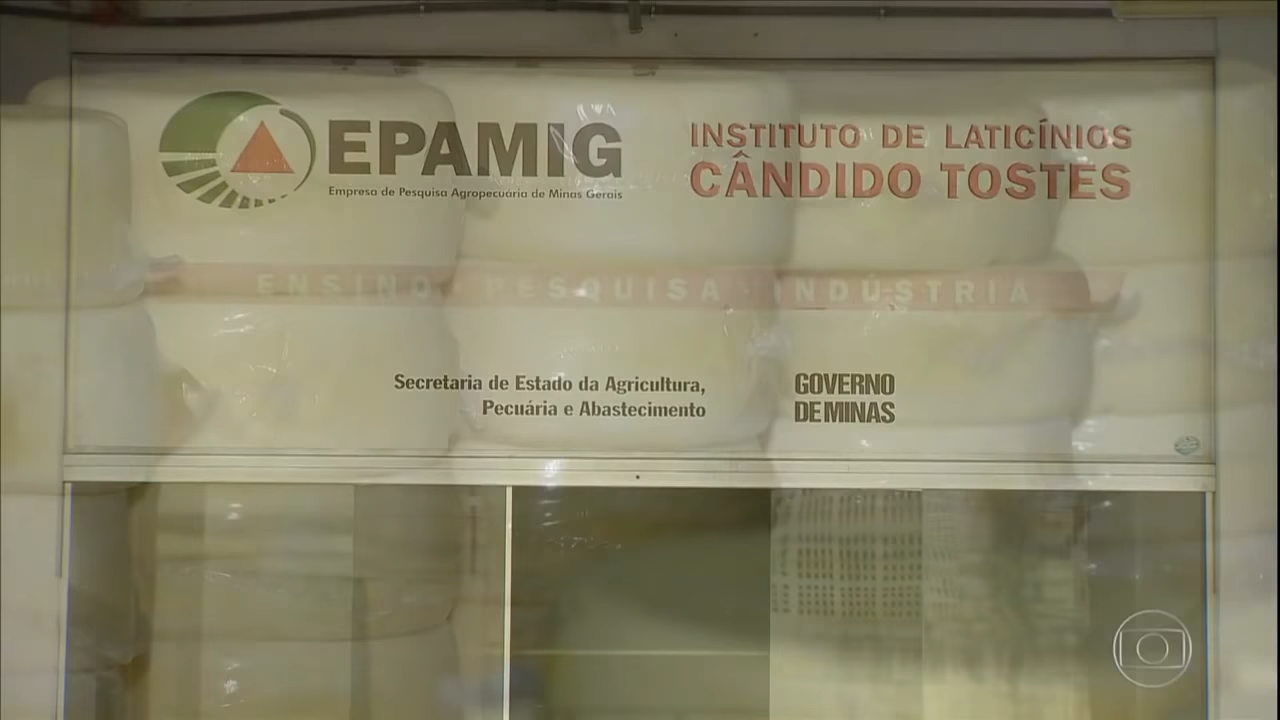 EPAMIG
Empresa de Pesquisa Agropecuária de Minas Gerais
INSTITUTO DE LATICÍNIOS
CÂNDIDO TOSTES
ENSINO - PESQUISA - INDÚSTRIA
Secretaria de Estado da Agricultura,
Pecuária e Abastecimento
GOVERNO
DE MINAS